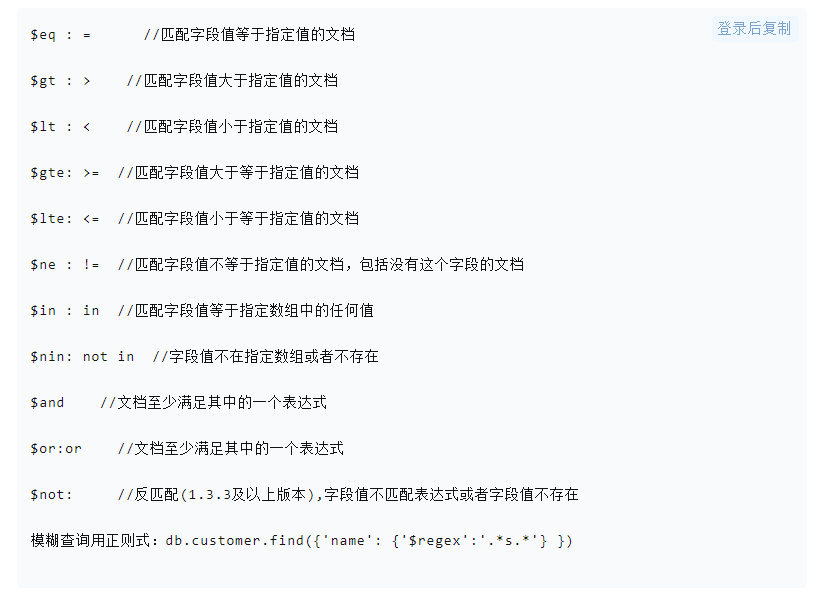 $eq : =      //匹配字段值等于指定值的文档
登录后复制
$gt : >    //匹配字段值大于指定值的文档
$lt : <    //匹配字段值小于指定值的文档
$gte: >=  //匹配字段值大于等于指定值的文档
$lte: <=  //匹配字段值小于等于指定值的文档
$ne : !=  //匹配字段值不等于指定值的文档，包括没有这个字段的文档
$in : in  //匹配字段值等于指定数组中的任何值
$nin: not in  //字段值不在指定数组或者不存在
$and    //文档至少满足其中的一个表达式
$or:or    //文档至少满足其中的一个表达式
$not:     //反匹配(1.3.3及以上版本),字段值不匹配表达式或者字段值不存在
模糊查询用正则式：db.customer.find({'name': {'$regex':'.*s.*'} })